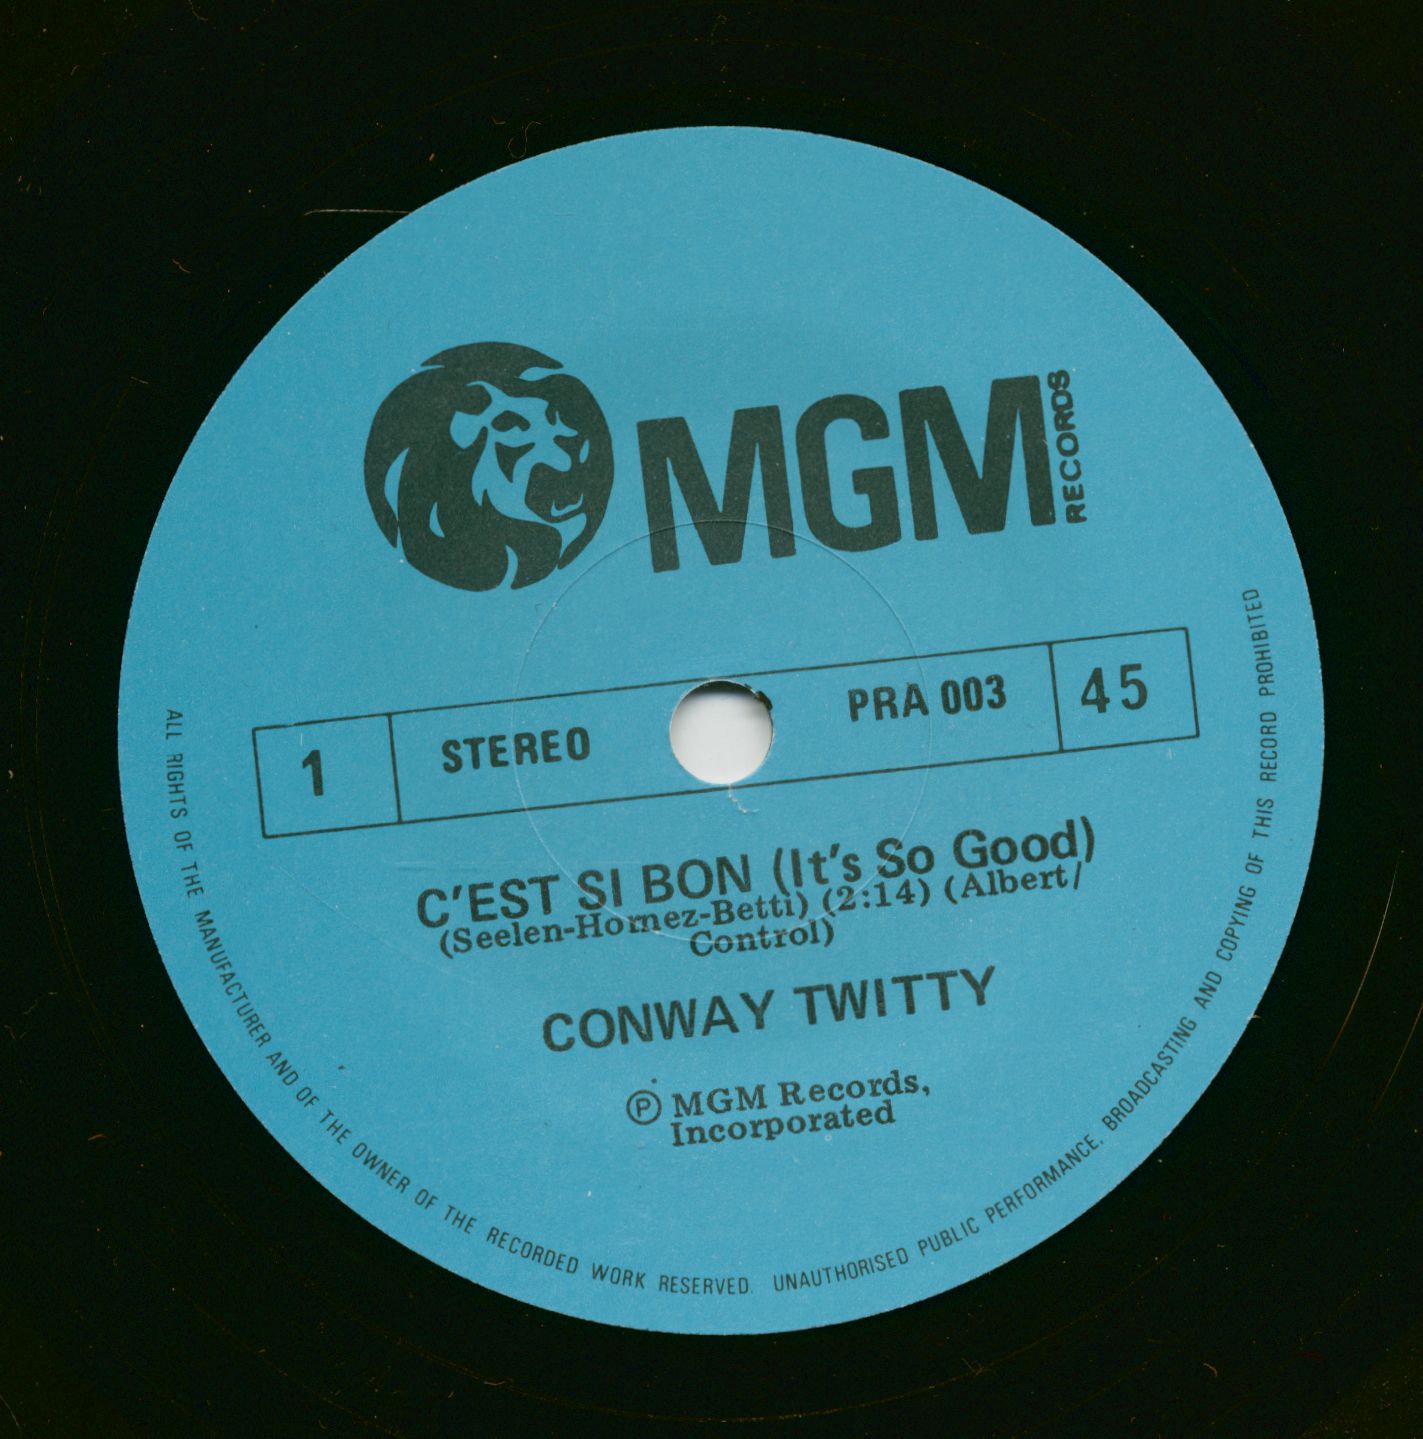 MGM RECORDS
1 STEREO PRA 003 45
C'EST SI BON (It's So Good)
(Seelen-Hornez-Betti) (2:14) (Albert/
Control)
CONWAY TWITTY
Ⓟ MGM Records,
Incorporated
ALL RIGHTS OF THE MANUFACTURER AND OF THE OWNER OF THE RECORDED WORK RESERVED. UNAUTHORISED PUBLIC PERFORMANCE, BROADCASTING AND COPYING OF THIS RECORD PROHIBITED